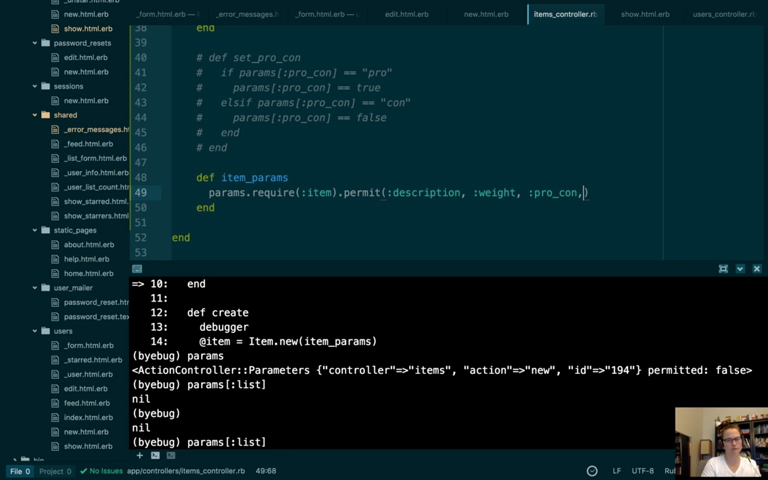 _form.html.erb —
_error_messages.h
_form.html.erb — 
edit.html.erb
new.html.erb
items_controller.rb
show.html.erb
users_controller.rb
new.html.erb
show.html.erb
password_resets
edit.html.erb
new.html.erb
sessions
new.html.erb
shared
_error_messages.ht
_feed.html.erb
_list_form.html.erb
_user_info.html.erb
_user_list_count.html
show_starred.html
show_starrers.html
static_pages
about.html.erb
help.html.erb
home.html.erb
user_mailer
password_reset.htr
password_reset.tex
users
_form.html.erb
_starred.html.erb
_user.html.erb
edit.html.erb
feed.html.erb
index.html.erb
new.html.erb
show.html.erb
38 end
39
40 # def set_pro_con
41 # if params[:pro_con] == "pro"
42 # params[:pro_con] == true
43 # elsif params[:pro_con] == "con"
44 # params[:pro_con] == false
45 # end
46 # end
47
48 def item_params
49 params.require(:item).permit(:description, :weight, :pro_con,)
50 end
51
52 end
53
=> 10: end
11:
12: def create
13: debugger
14: @item = Item.new(item_params)
(byebug) params
<ActionController::Parameters {"controller"=>"items", "action"=>"new", "id"=>"194"} permitted: false>
(byebug) params[:list]
nil
(byebug)
nil
(byebug) params[:list]
File 0 Project 0 No Issues app/controllers/items_controller.rb 49:68 LF UTF-8